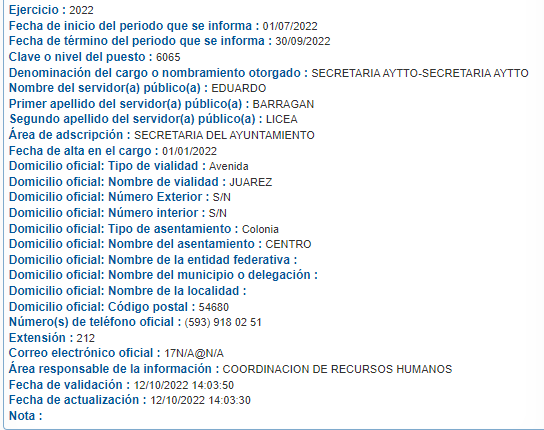 Ejercicio : 2022
Fecha de inicio del periodo que se informa : 01/07/2022
Fecha de término del periodo que se informa : 30/09/2022
Clave o nivel del puesto : 6065
Denominación del cargo o nombramiento otorgado : SECRETARIA AYTTO-SECRETARIA AYTTO
Nombre del servidor(a) público(a) : EDUARDO
Primer apellido del servidor(a) público(a) : BARRAGAN
Segundo apellido del servidor(a) público(a) : LICEA
Área de adscripción : SECRETARIA DEL AYUNTAMIENTO
Fecha de alta en el cargo : 01/01/2022
Domicilio oficial: Tipo de vialidad : Avenida
Domicilio oficial: Nombre de vialidad : JUAREZ
Domicilio oficial: Número Exterior : S/N
Domicilio oficial: Número interior : S/N
Domicilio oficial: Tipo de asentamiento : Colonia
Domicilio oficial: Nombre del asentamiento : CENTRO
Domicilio oficial: Nombre de la entidad federativa :
Domicilio oficial: Nombre del municipio o delegación :
Domicilio oficial: Nombre de la localidad :
Domicilio oficial: Código postal : 54680
Número(s) de teléfono oficial : (593) 918 02 51
Extensión : 212
Correo electrónico oficial : 17N/A@N/A
Área responsable de la información : COORDINACION DE RECURSOS HUMANOS
Fecha de validación : 12/10/2022 14:03:50
Fecha de actualización : 12/10/2022 14:03:30
Nota :